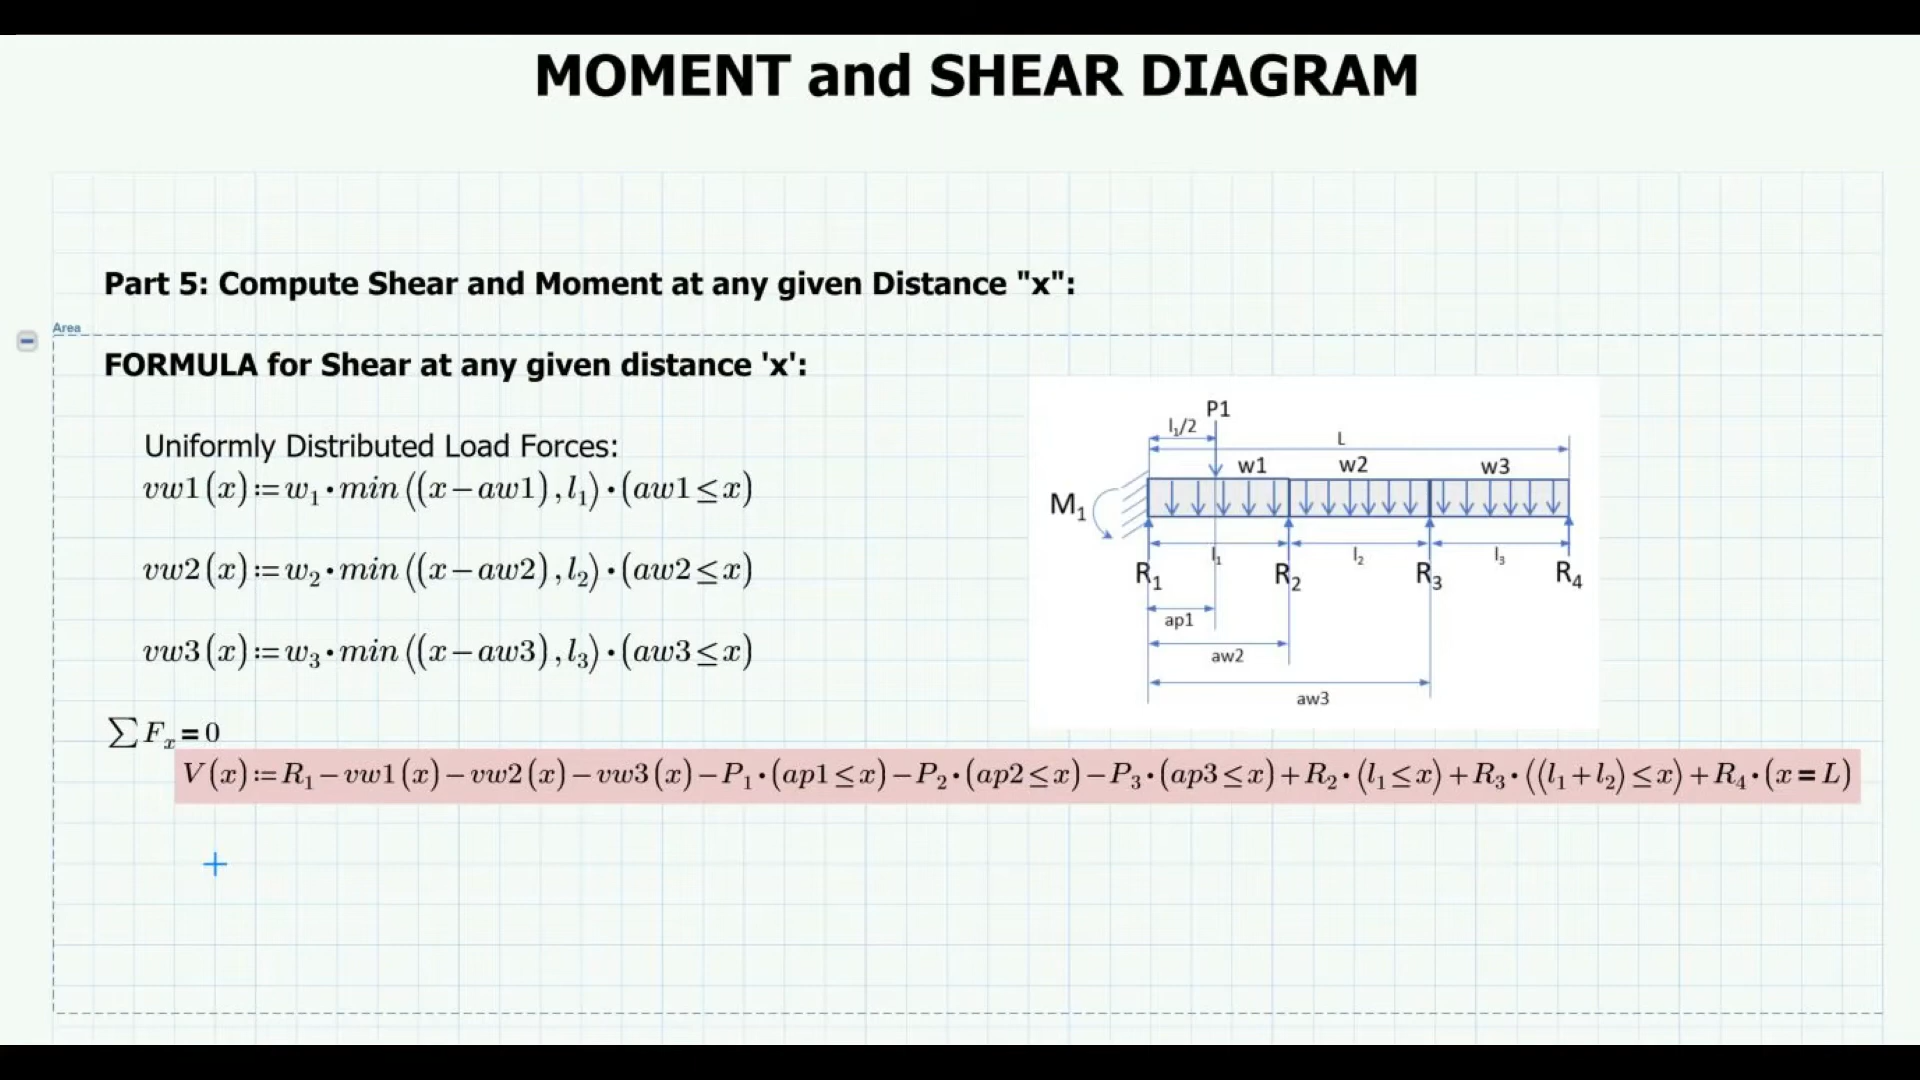 MOMENT and SHEAR DIAGRAM
Part 5: Compute Shear and Moment at any given Distance "x":
Area
FORMULA for Shear at any given distance 'x':
Uniformly Distributed Load Forces:
vw1(x):=w₁·min((x-aw1),l₁)·(aw1≤x)
vw2(x):=w₂·min((x-aw2),l₂)·(aw2≤x)
vw3(x):=w₃·min((x-aw3),l₃)·(aw3≤x)
P1
l₁/2
L
w1 w2 w3
M₁
l₁ l₂ l₃
R₁ R₂ R₃ R₄
ap1
aw2
aw3
∑Fₓ=0
V(x):=R₁-vw1(x)-vw2(x)-vw3(x)-P₁·(ap1≤x)-P₂·(ap2≤x)-P₃·(ap3≤x)+R₂·(l₁≤x)+R₃·((l₁+l₂)≤x)+R₄·(x=L)